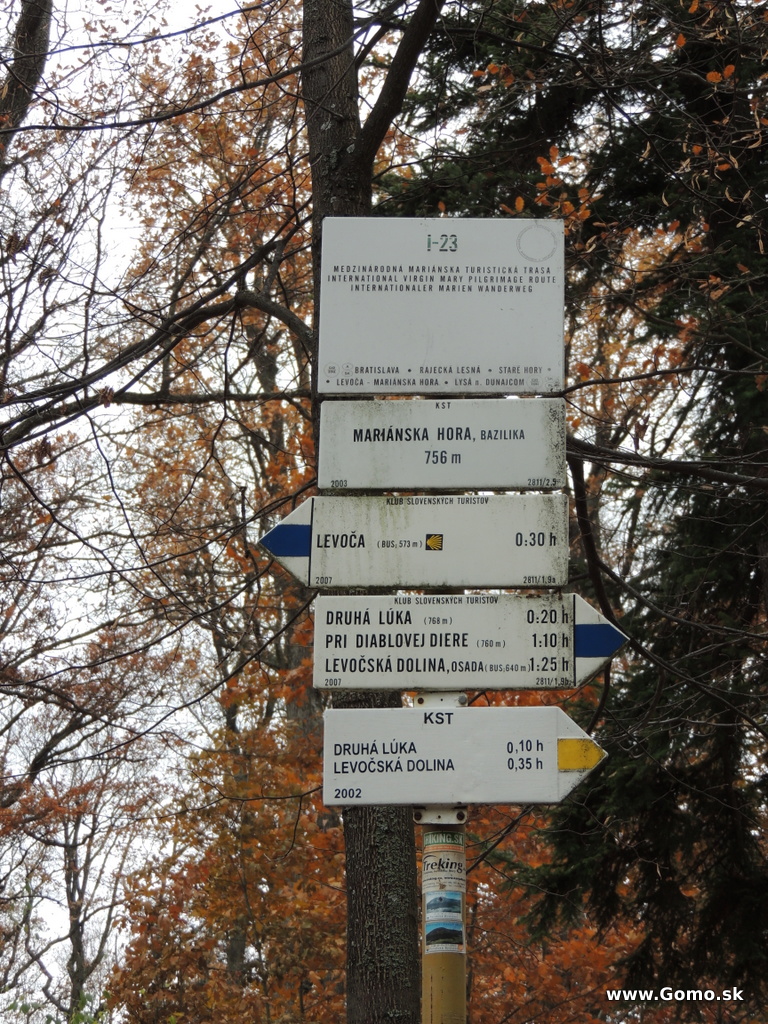 i-23
MEDZINÁRODNÁ MARIÁNSKA TURISTICKÁ TRASA
INTERNATIONAL VIRGIN MARY PILGRIMAGE ROUTE
INTERNATIONALER MARIEN WANDERWEG
BRATISLAVA • RAJECKÁ LESNÁ • STARÉ HORY •
• LEVOČA - MARIÁNSKA HORA • LYSÁ n. DUNAJCOM
KST
MARIÁNSKA HORA, BAZILIKA
756 m
2003 2811/2,9
KLUB SLOVENSKÝCH TURISTOV
LEVOČA (BUS; 573 m) 0:30 h
2007 2811/1,9a
KLUB SLOVENSKÝCH TURISTOV
DRUHÁ LÚKA (768 m) 0:20 h
PRI DIABLOVEJ DIERE (760 m) 1:10 h
LEVOČSKÁ DOLINA, OSADA (BUS; 640 m) 1:25 h
2007 2811/1,9b
KST
DRUHÁ LÚKA 0,10 h
LEVOČSKÁ DOLINA 0,35 h
2002
Treking
www.Gomo.sk